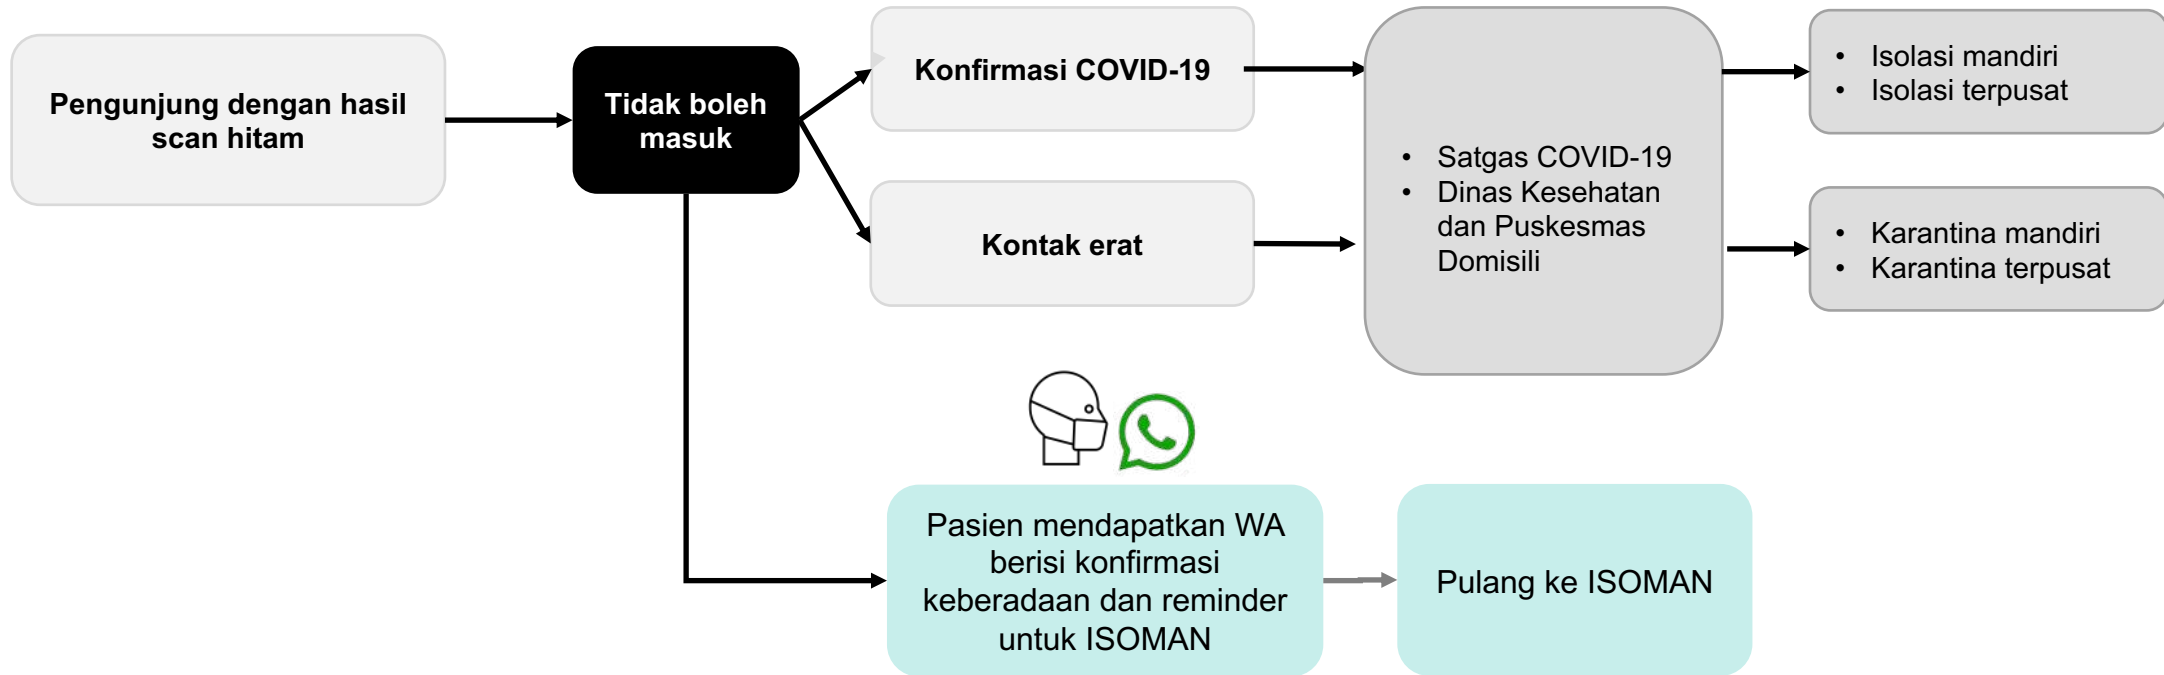 Pengunjung dengan hasil
scan hitam
Tidak boleh
masuk
Konfirmasi COVID-19
Kontak erat
• Satgas COVID-19
• Dinas Kesehatan
dan Puskesmas
Domisili
• Isolasi mandiri
• Isolasi terpusat
• Karantina mandiri
• Karantina terpusat
Pasien mendapatkan WA
berisi konfirmasi
keberadaan dan reminder
untuk ISOMAN
Pulang ke ISOMAN